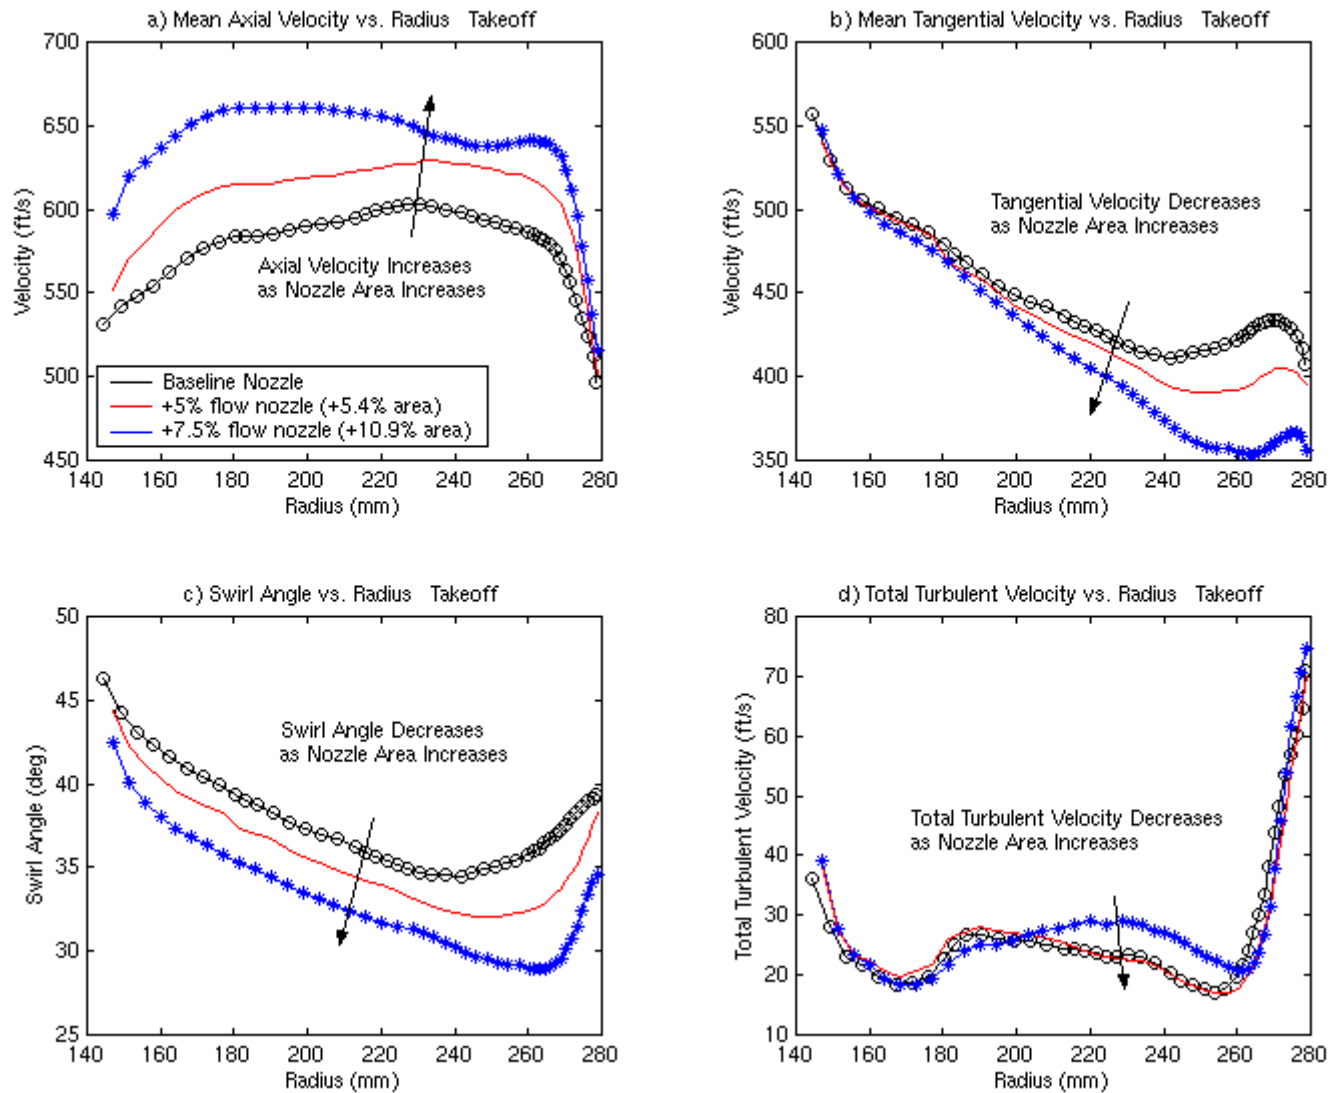 a) Mean Axial Velocity vs. Radius   Takeoff
700
650
600
550
500
450
Velocity (ft/s)
Axial Velocity Increases
as Nozzle Area Increases
Baseline Nozzle
+5% flow nozzle (+5.4% area)
+7.5% flow nozzle (+10.9% area)
140 160 180 200 220 240 260 280
Radius (mm)
b) Mean Tangential Velocity vs. Radius   Takeoff
600
550
500
450
400
350
Velocity (ft/s)
Tangential Velocity Decreases
as Nozzle Area Increases
140 160 180 200 220 240 260 280
Radius (mm)
c) Swirl Angle vs. Radius   Takeoff
50
45
40
35
30
25
Swirl Angle (deg)
Swirl Angle Decreases
as Nozzle Area Increases
140 160 180 200 220 240 260 280
Radius (mm)
d) Total Turbulent Velocity vs. Radius   Takeoff
80
70
60
50
40
30
20
10
Total Turbulent Velocity (ft/s)
Total Turbulent Velocity Decreases
as Nozzle Area Increases
140 160 180 200 220 240 260 280
Radius (mm)